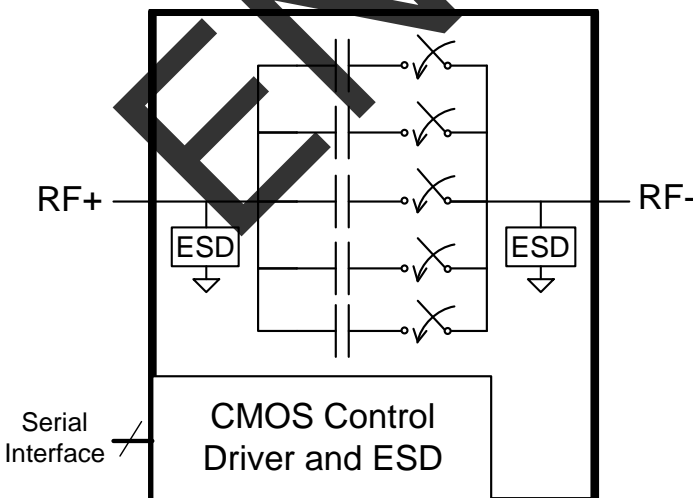 RF+
RF-
ESD
ESD
Serial
Interface
CMOS Control
Driver and ESD